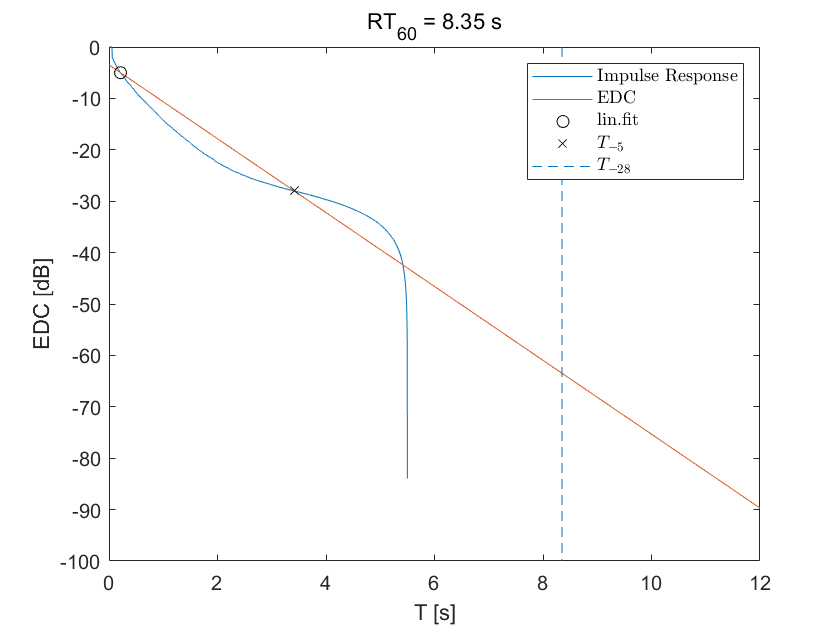 RT60 = 8.35 s
0
-10
-20
-30
-40
-50
-60
-70
-80
-90
-100
EDC [dB]
Impulse Response
EDC
lin.fit
T−5
T−28
0 2 4 6 8 10 12
T [s]